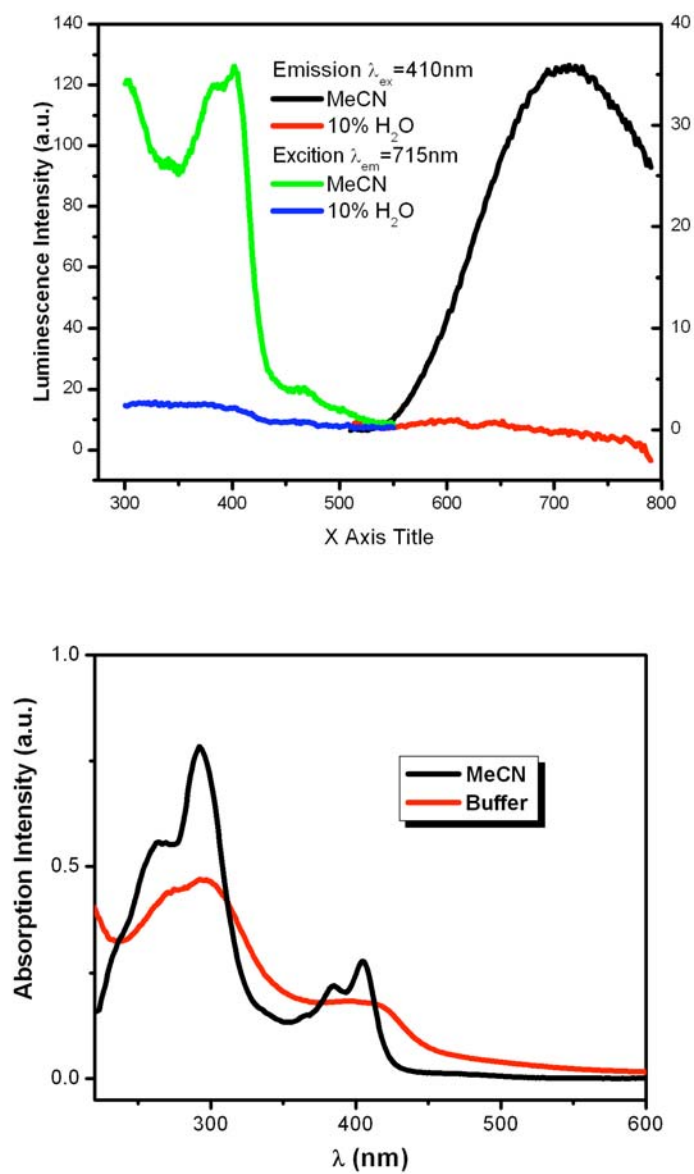 140
120
100
80
60
40
20
0
Luminescence Intensity (a.u.)
40
30
20
10
0
Emission λex=410nm
MeCN
10% H2O
Excition λem=715nm
MeCN
10% H2O
300 400 500 600 700 800
X Axis Title
1.0
0.5
0.0
Absorption Intensity (a.u.)
MeCN
Buffer
300 400 500 600
λ (nm)